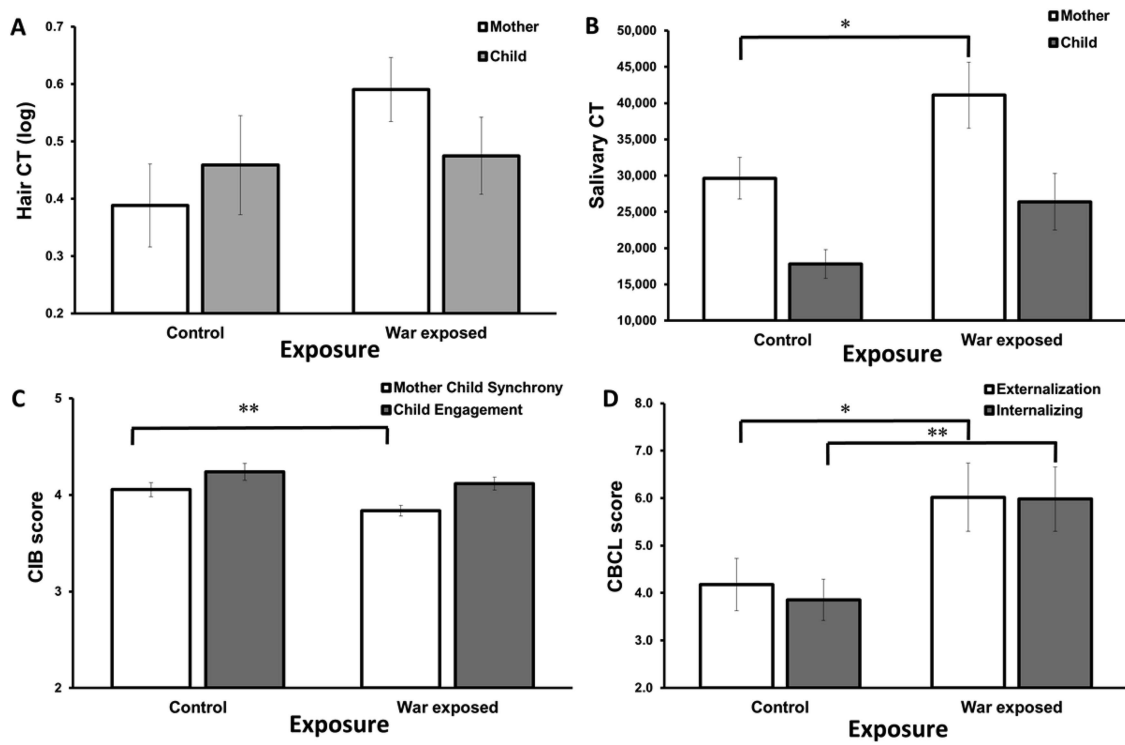 A
Mother
Child
0.7
0.6
0.5
0.4
0.3
0.2
Hair CT (log)
Control
War exposed
Exposure
B
Mother
Child
*
50,000
45,000
40,000
35,000
30,000
25,000
20,000
15,000
10,000
Salivary CT
Control
War exposed
Exposure
C
Mother Child Synchrony
Child Engagement
**
5
4
3
2
CIB score
Control
War exposed
Exposure
D
Externalization
Internalizing
*
**
8.0
7.0
6.0
5.0
4.0
3.0
2.0
CBCL score
Control
War exposed
Exposure